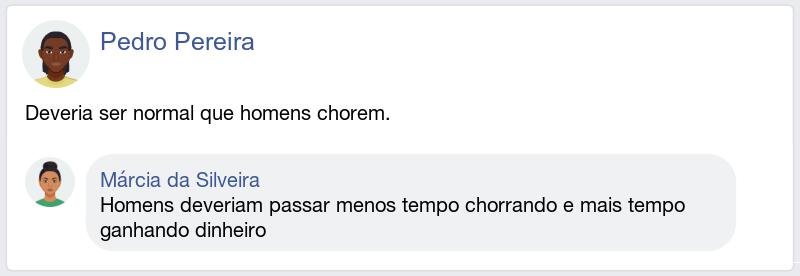 Pedro Pereira
Deveria ser normal que homens chorem.
Márcia da Silveira
Homens deveriam passar menos tempo chorrando e mais tempo
ganhando dinheiro